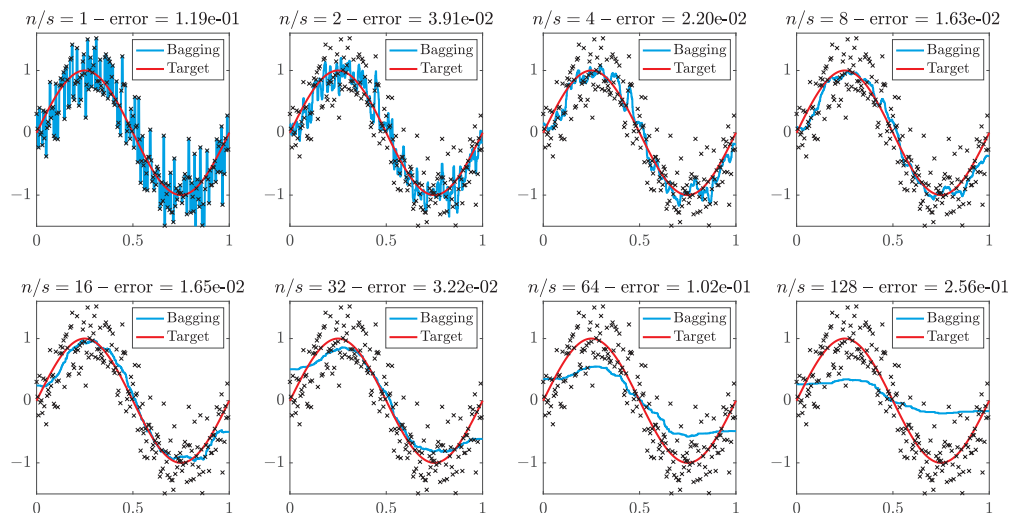 n/s = 1 – error = 1.19e-01
n/s = 2 – error = 3.91e-02
n/s = 4 – error = 2.20e-02
n/s = 8 – error = 1.63e-02
Bagging
Target
Bagging
Target
Bagging
Target
Bagging
Target
1
0
−1
1
0
−1
1
0
−1
1
0
−1
0 0.5 1
0 0.5 1
0 0.5 1
0 0.5 1
n/s = 16 – error = 1.65e-02
n/s = 32 – error = 3.22e-02
n/s = 64 – error = 1.02e-01
n/s = 128 – error = 2.56e-01
Bagging
Target
Bagging
Target
Bagging
Target
Bagging
Target
1
0
−1
1
0
−1
1
0
−1
1
0
−1
0 0.5 1
0 0.5 1
0 0.5 1
0 0.5 1